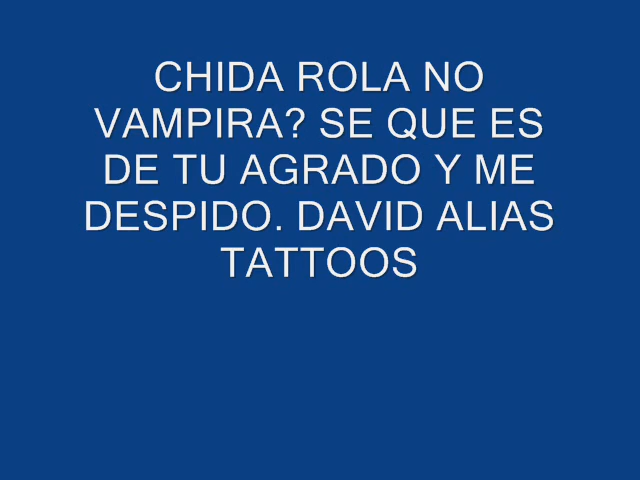 CHIDA ROLA NO
VAMPIRA? SE QUE ES
DE TU AGRADO Y ME
DESPIDO. DAVID ALIAS
TATTOOS